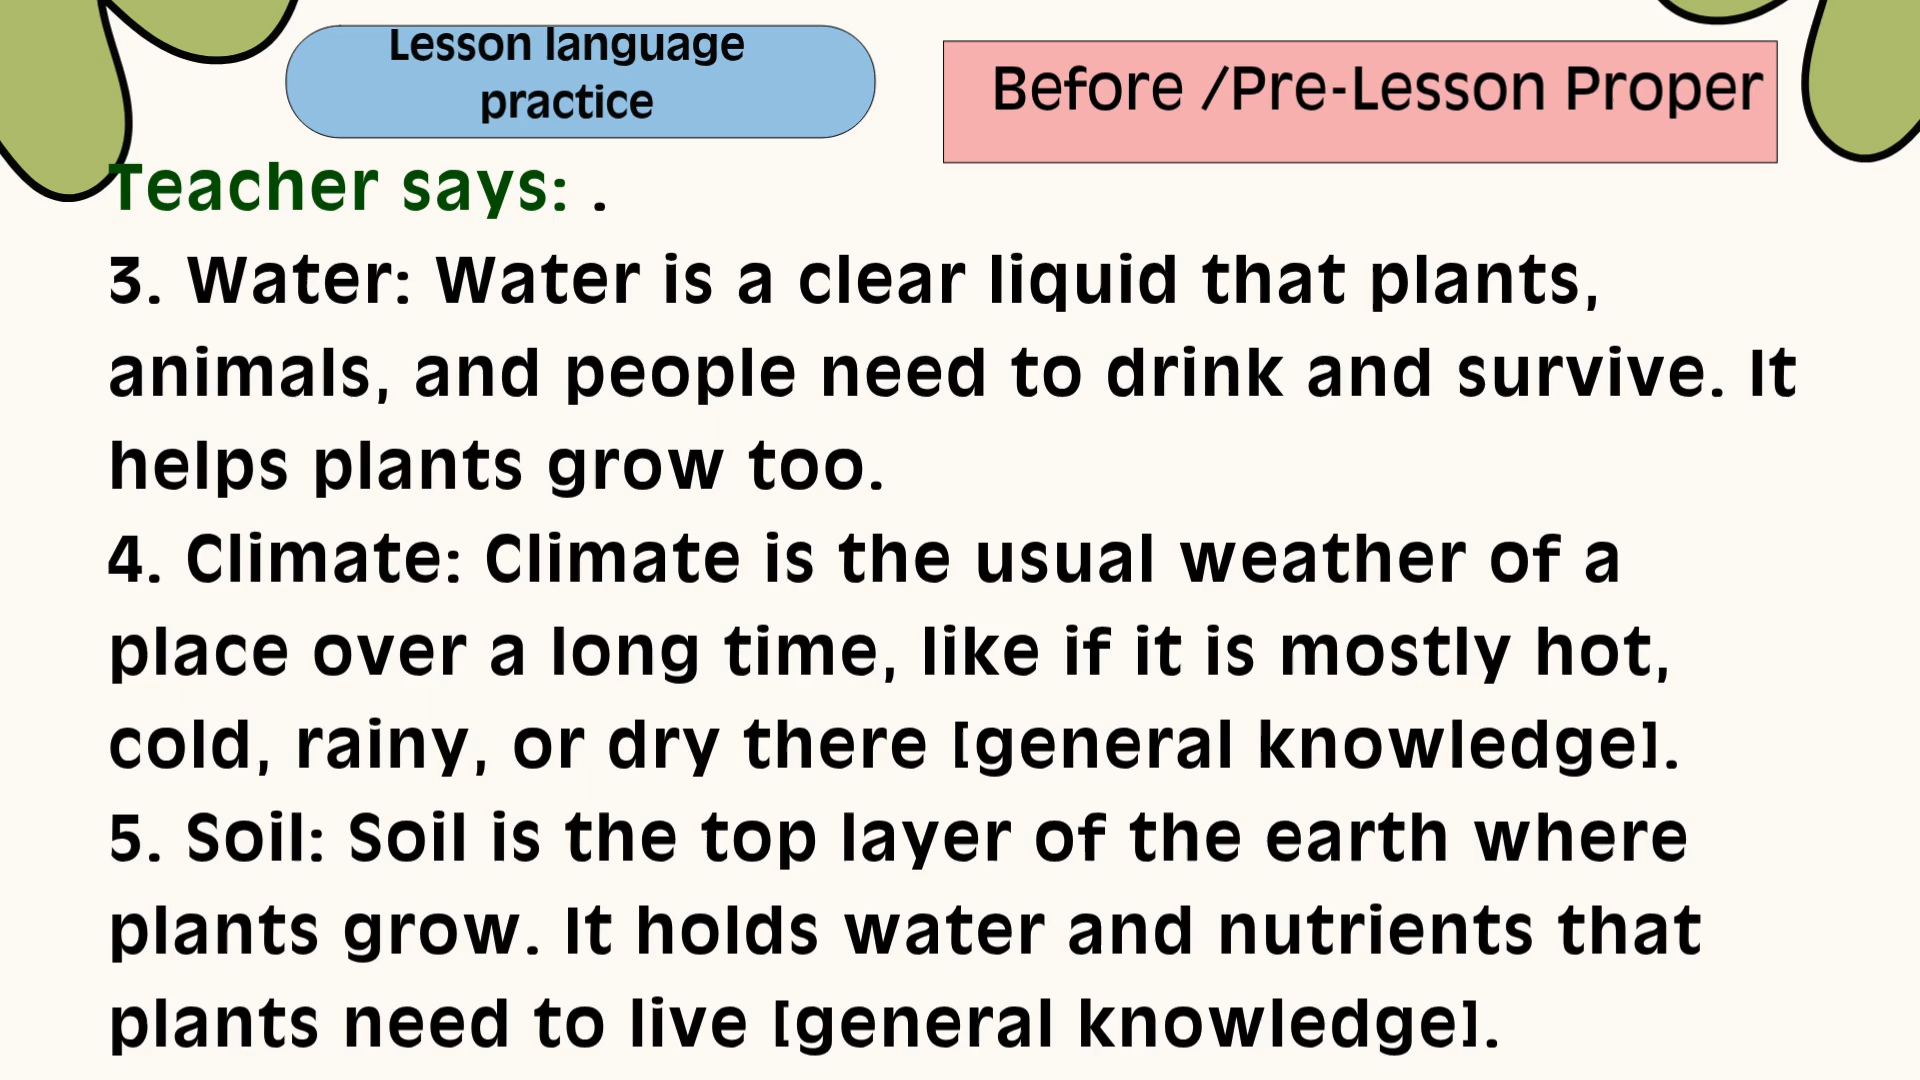 Lesson language
practice
Before /Pre-Lesson Proper
Teacher says: .
3. Water: Water is a clear liquid that plants,
animals, and people need to drink and survive. It
helps plants grow too.
4. Climate: Climate is the usual weather of a
place over a long time, like if it is mostly hot,
cold, rainy, or dry there [general knowledge].
5. Soil: Soil is the top layer of the earth where
plants grow. It holds water and nutrients that
plants need to live [general knowledge].